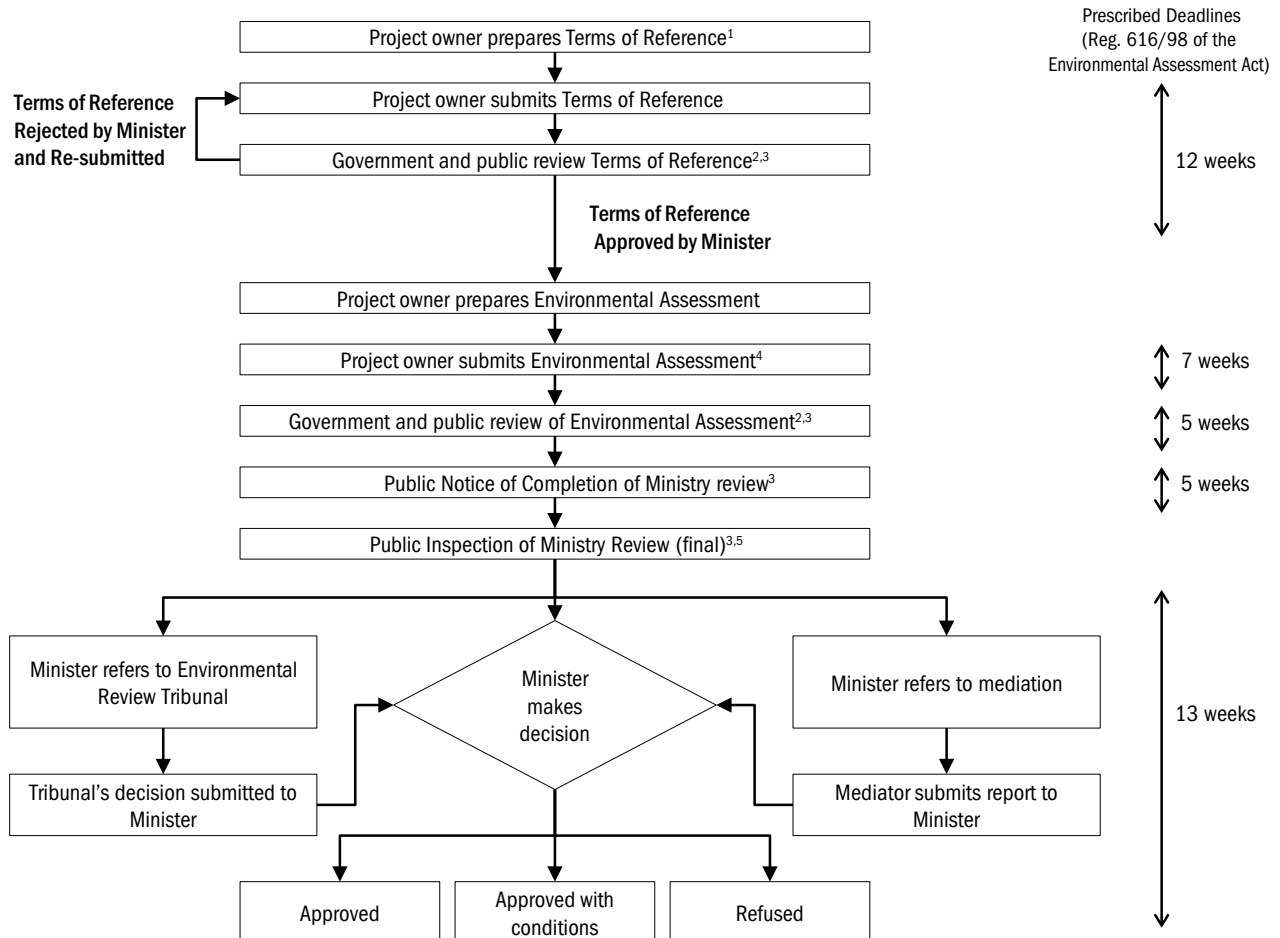 Prescribed Deadlines
(Reg. 616/98 of the
Environmental Assessment Act)
Project owner prepares Terms of Reference1
Project owner submits Terms of Reference
Terms of Reference
Rejected by Minister
and Re-submitted
Government and public review Terms of Reference2,3
12 weeks
Terms of Reference
Approved by Minister
Project owner prepares Environmental Assessment
Project owner submits Environmental Assessment4
7 weeks
Government and public review of Environmental Assessment2,3
5 weeks
Public Notice of Completion of Ministry review3
5 weeks
Public Inspection of Ministry Review (final)3,5
Minister refers to Environmental
Review Tribunal
Minister
makes
decision
Minister refers to mediation
13 weeks
Tribunal's decision submitted to
Minister
Mediator submits report to
Minister
Approved
Approved with
conditions
Refused